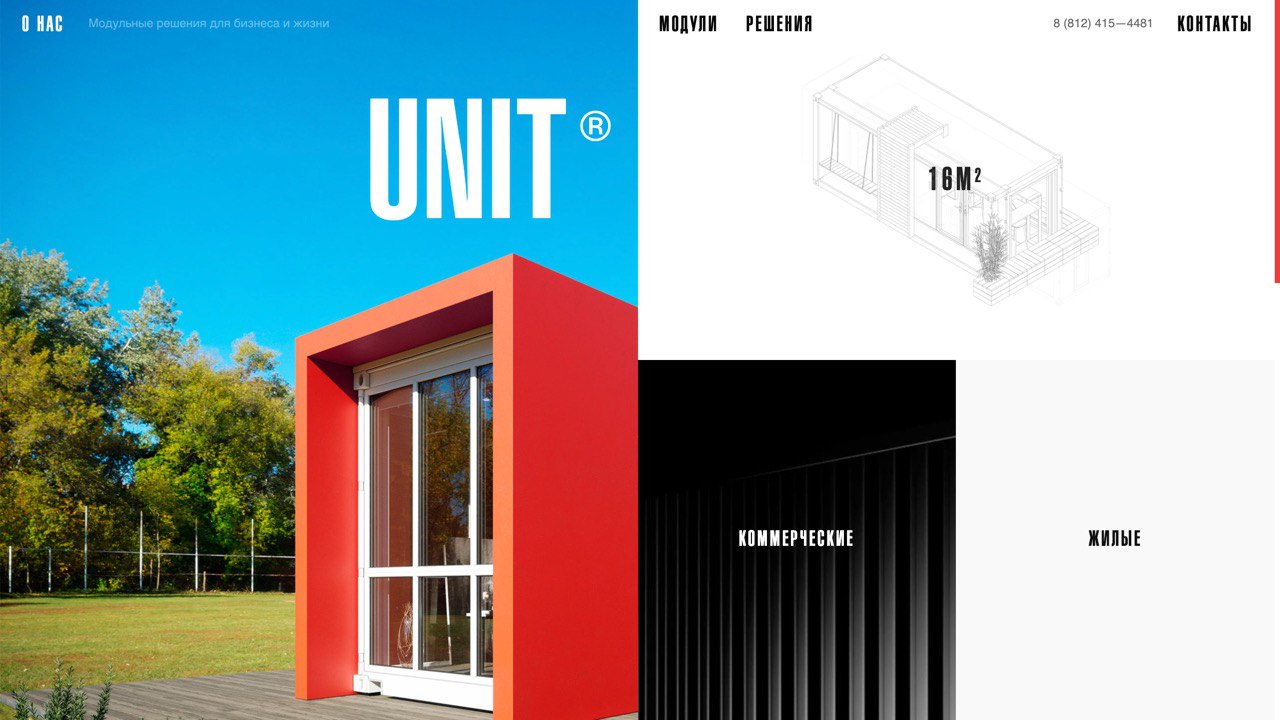 О НАС
Модульные решения для бизнеса и жизни
МОДУЛИ
РЕШЕНИЯ
8 (812) 415—4481
КОНТАКТЫ
UNIT ®
16М²
КОММЕРЧЕСКИЕ
ЖИЛЫЕ